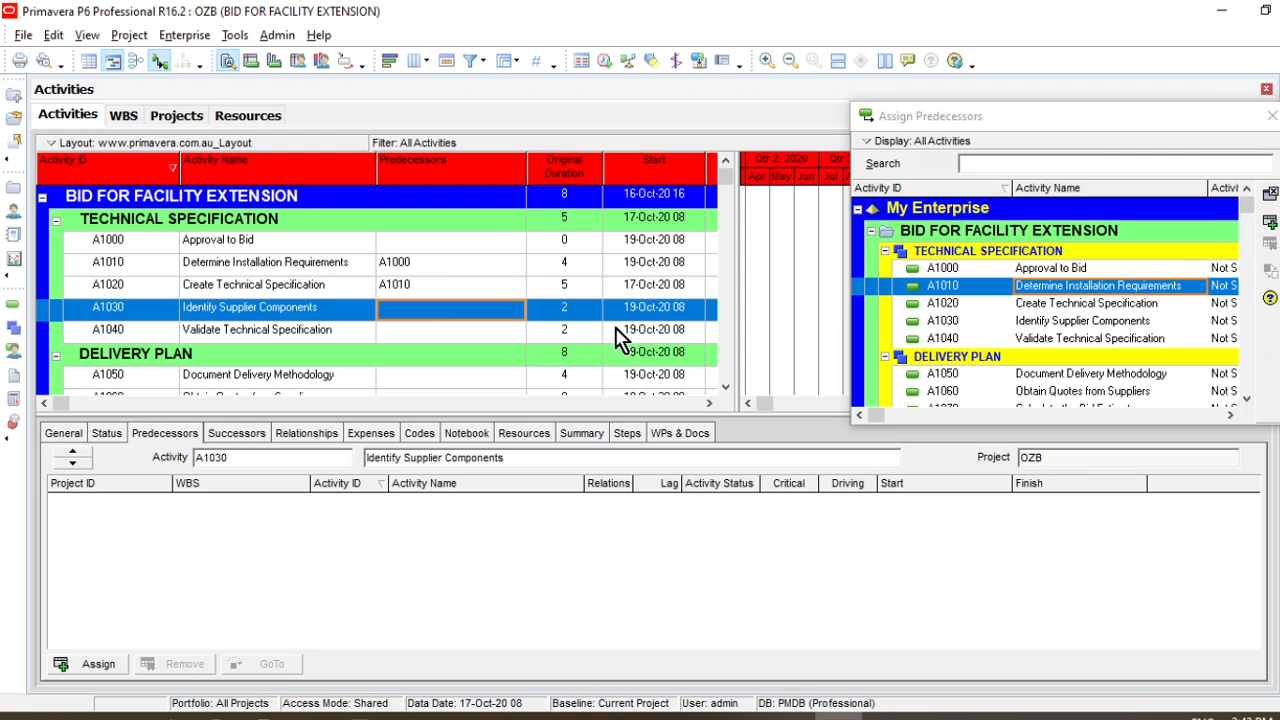 Primavera P6 Professional R16.2 : OZB (BID FOR FACILITY EXTENSION)
File Edit View Project Enterprise Tools Admin Help
Activities
Activities WBS Projects Resources
Layout: www.primavera.com.au_Layout Filter: All Activities
Activity ID Activity Name Predecessors Original Duration Start
Qtr 2, 2020 Qtr
Apr May Jun Jul
BID FOR FACILITY EXTENSION 8 16-Oct-20 16
TECHNICAL SPECIFICATION 5 17-Oct-20 08
A1000 Approval to Bid 0 19-Oct-20 08
A1010 Determine Installation Requirements A1000 4 19-Oct-20 08
A1020 Create Technical Specification A1010 5 17-Oct-20 08
A1030 Identify Supplier Components 2 19-Oct-20 08
A1040 Validate Technical Specification 2 19-Oct-20 08
DELIVERY PLAN 8 19-Oct-20 08
A1050 Document Delivery Methodology 4 19-Oct-20 08
Assign Predecessors
Display: All Activities
Search
Activity ID Activity Name Activi
My Enterprise
BID FOR FACILITY EXTENSION
TECHNICAL SPECIFICATION
A1000 Approval to Bid Not S
A1010 Determine Installation Requirements Not S
A1020 Create Technical Specification Not S
A1030 Identify Supplier Components Not S
A1040 Validate Technical Specification Not S
DELIVERY PLAN
A1050 Document Delivery Methodology Not S
A1060 Obtain Quotes from Suppliers Not S
General Status Predecessors Successors Relationships Expenses Codes Notebook Resources Summary Steps WPs & Docs
Activity A1030 Identify Supplier Components Project OZB
Project ID WBS Activity ID Activity Name Relations Lag Activity Status Critical Driving Start Finish
Assign Remove GoTo
Portfolio: All Projects Access Mode: Shared Data Date: 17-Oct-20 08 Baseline: Current Project User: admin DB: PMDB (Professional)